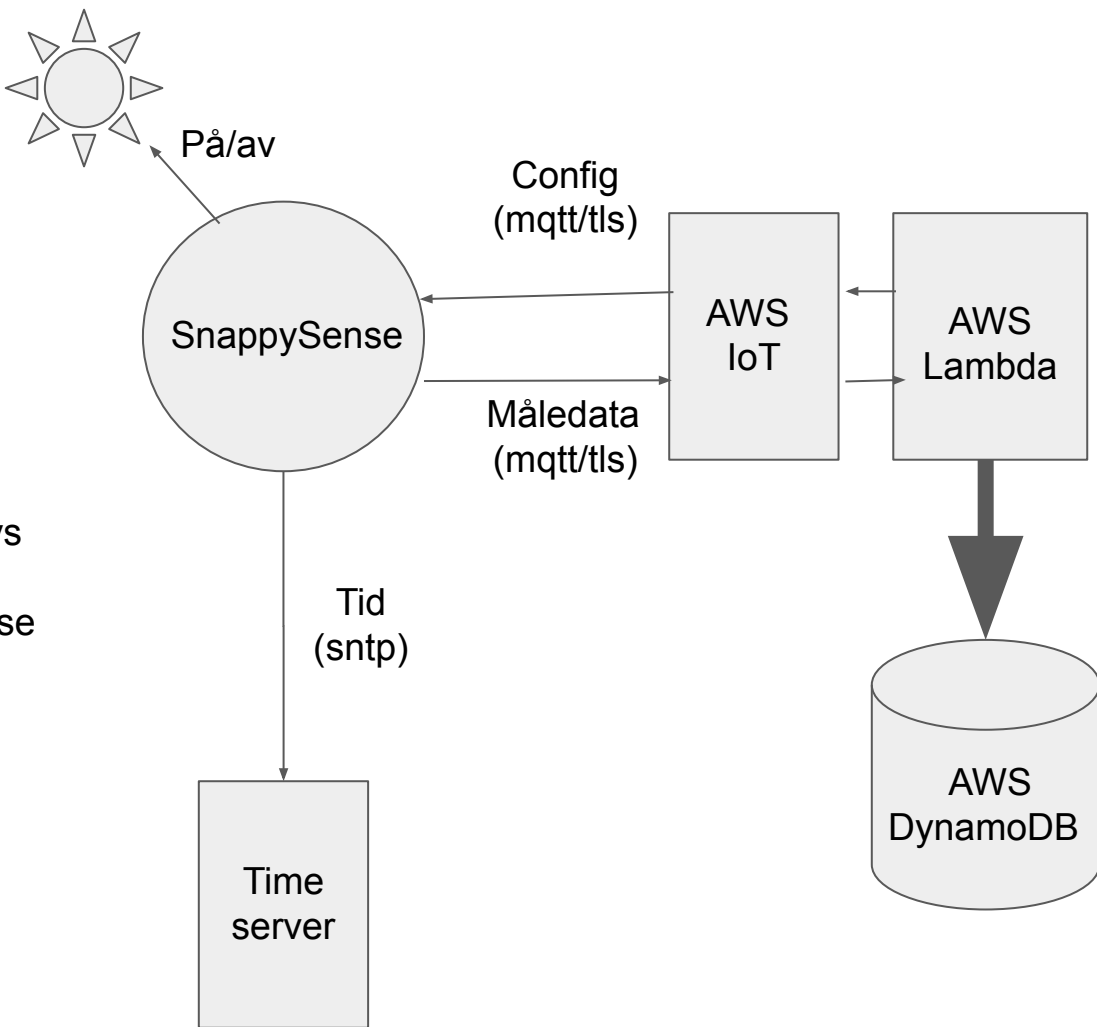 På/av
Config
(mqtt/tls)
SnappySense
AWS
IoT
AWS
Lambda
Måledata
(mqtt/tls)
Tid
(sntp)
AWS
DynamoDB
Time
server